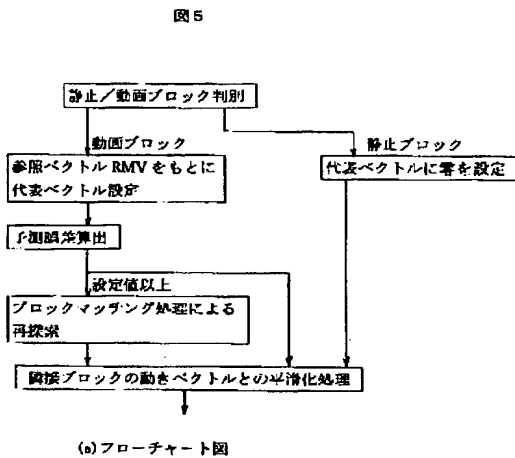 図5
静止/動画ブロック判別
動画ブロック
静止ブロック
参照ベクトル RMV をもとに
代表ベクトル設定
代表ベクトルに零を設定
予測誤差算出
設定値以上
ブロックマッチング処理による
再探索
隣接ブロックの動きベクトルとの平滑化処理
(a)フローチャート図